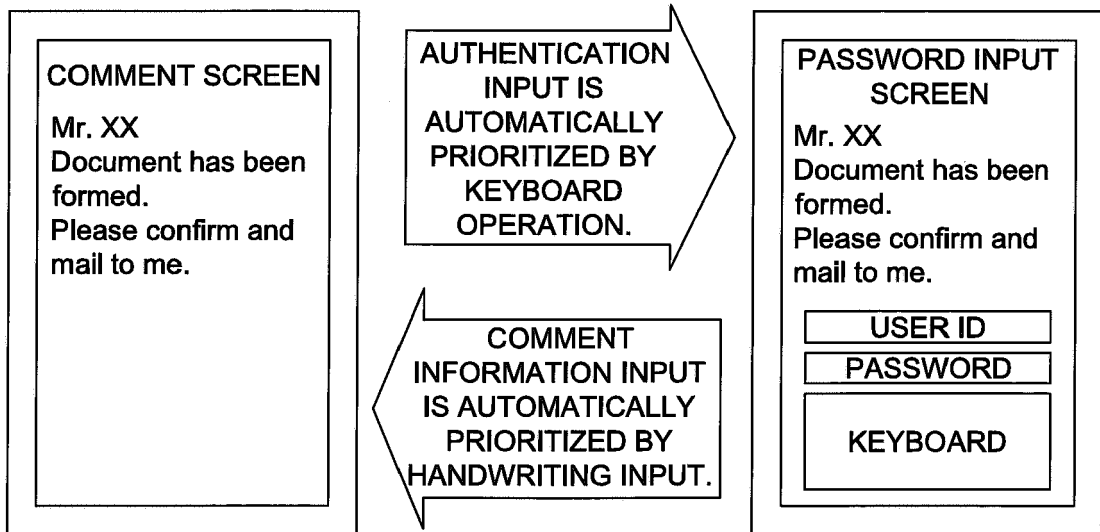 COMMENT SCREEN
Mr. XX
Document has been
formed.
Please confirm and
mail to me.
AUTHENTICATION
INPUT IS
AUTOMATICALLY
PRIORITIZED BY
KEYBOARD
OPERATION.
COMMENT
INFORMATION INPUT
IS AUTOMATICALLY
PRIORITIZED BY
HANDWRITING INPUT.
PASSWORD INPUT
SCREEN
Mr. XX
Document has been
formed.
Please confirm and
mail to me.
USER ID
PASSWORD
KEYBOARD